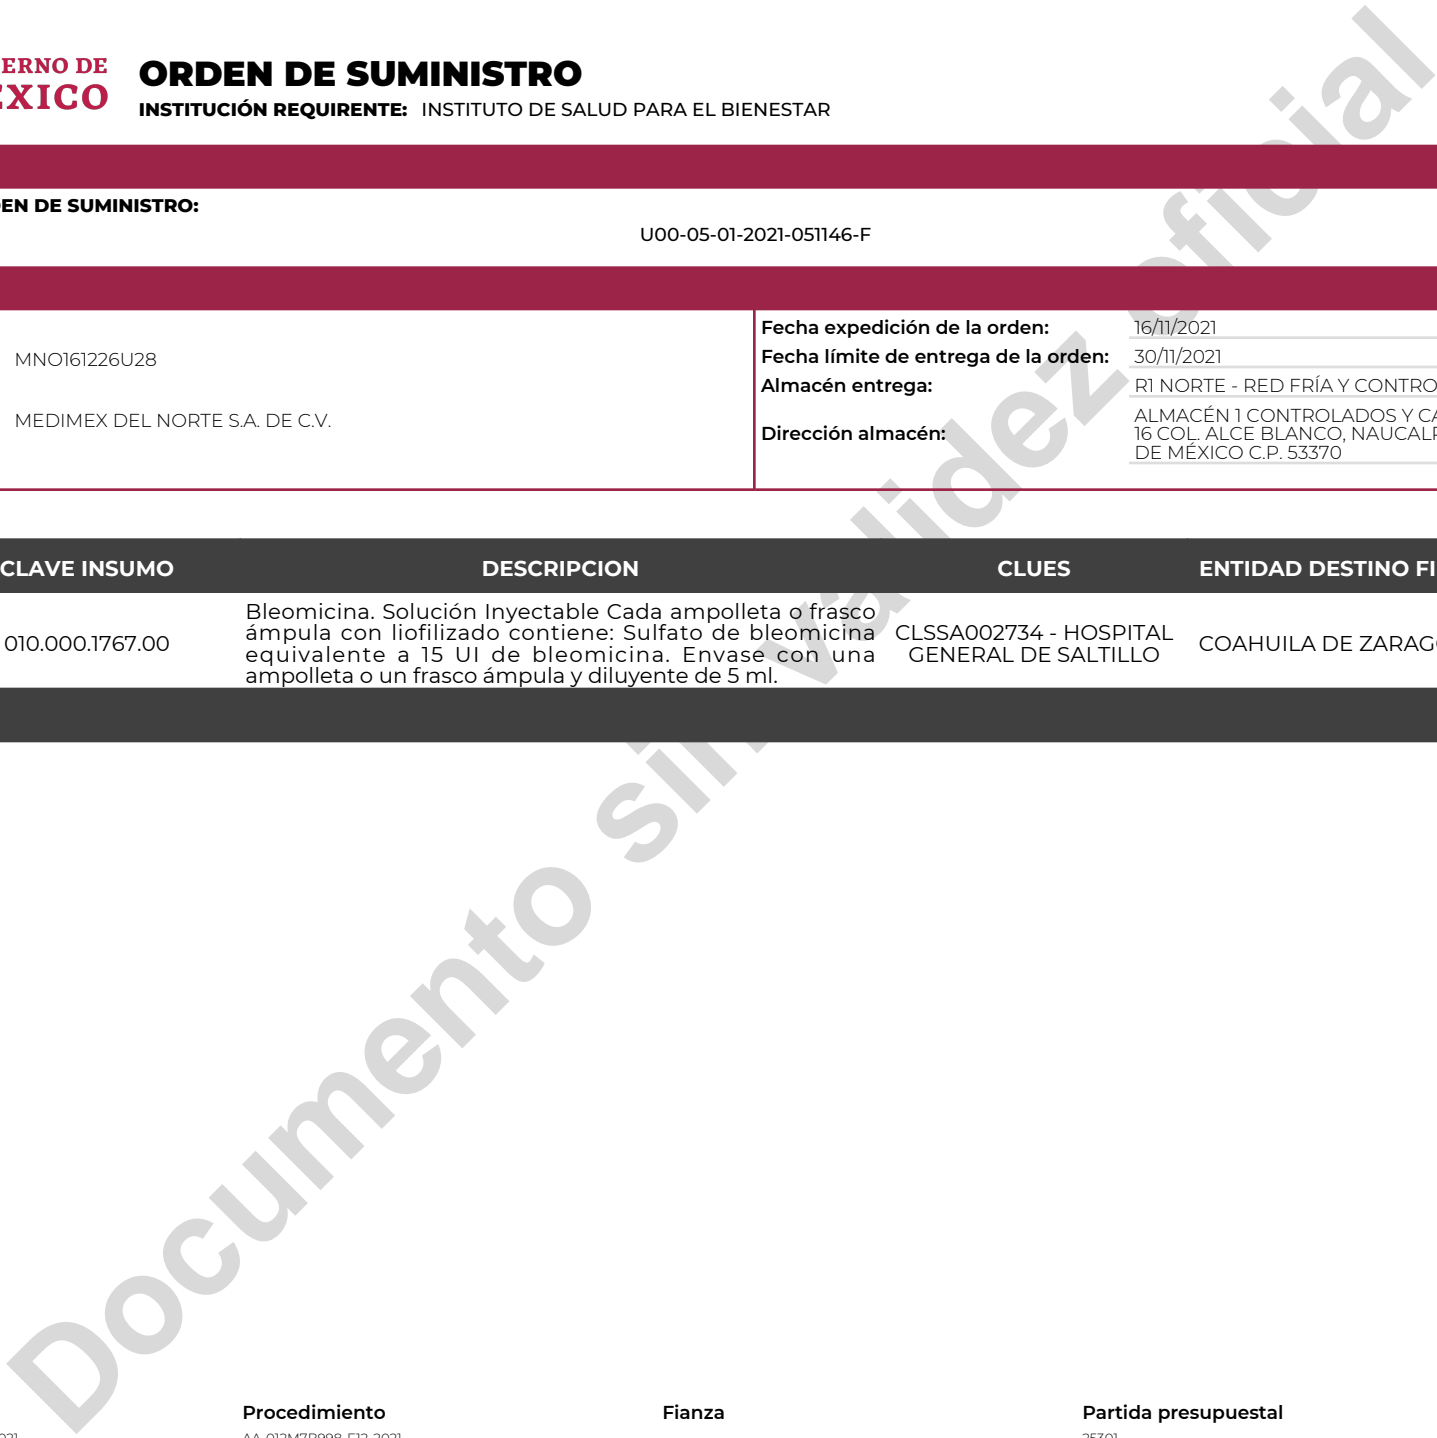 ERNO DE
ORDEN DE SUMINISTRO
INSTITUCIÓN REQUIRENTE: INSTITUTO DE SALUD PARA EL BIENESTAR
EN DE SUMINISTRO:
U00-05-01-2021-051146-F
MNO161226U28
MEDIMEX DEL NORTE S.A. DE C.V.
Fecha expedición de la orden: 16/11/2021
Fecha límite de entrega de la orden: 30/11/2021
Almacén entrega: R1 NORTE - RED FRÍA Y CONTRO
Dirección almacén: ALMACÉN 1 CONTROLADOS Y CA
16 COL. ALCE BLANCO, NAUCALP
DE MÉXICO C.P. 53370
CLAVE INSUMO DESCRIPCION CLUES ENTIDAD DESTINO FI
010.000.1767.00
Bleomicina. Solución Inyectable Cada ampolleta o frasco
ámpula con liofilizado contiene: Sulfato de bleomicina
equivalente a 15 UI de bleomicina. Envase con una
ampolleta o un frasco ámpula y diluyente de 5 ml.
CLSSA002734 - HOSPITAL
GENERAL DE SALTILLO
COAHUILA DE ZARAG
Documento sin validez oficial
Procedimiento Fianza Partida presupuestal